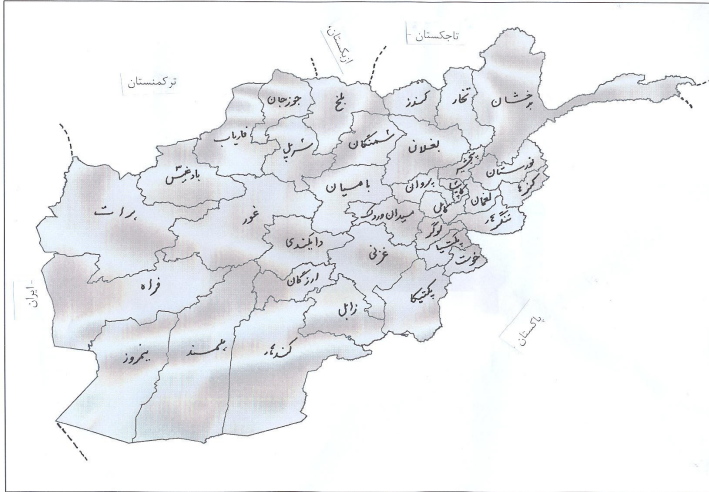 تاجکستان
ازبکستان
ترکمنستان
بدخشان
تخار
کندز
بلخ
جوزجان
فاریاب
سرپل
سمنگان
بغلان
پنجشیر
نورستان
کنرها
بادغیس
هرات
غور
بامیان
پروان
کاپیسا
لغمان
ننگرهار
کابل
میدان وردک
لوگر
دایکندی
غزنی
پکتیا
خوست
ارزگان
پکتیکا
زابل
فراه
ایران
پاکستان
نیمروز
هلمند
کندهار